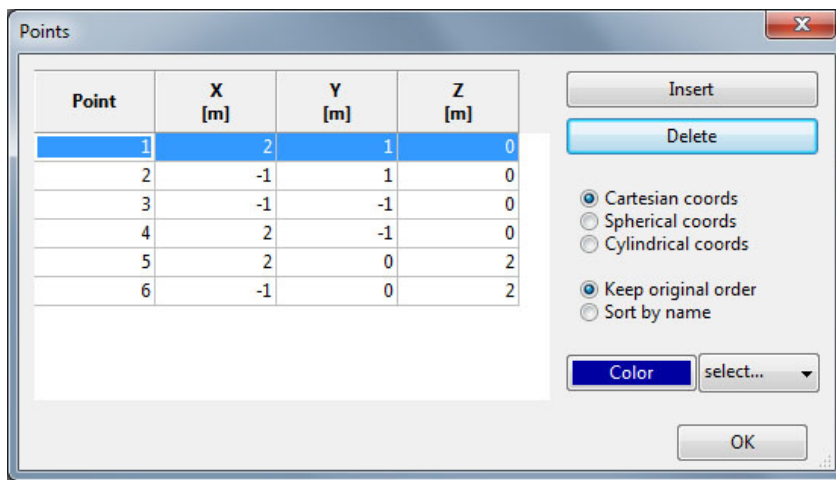 Points
Point X [m] Y [m] Z [m]
1 2 1 0
2 -1 1 0
3 -1 -1 0
4 2 -1 0
5 2 0 2
6 -1 0 2
Insert
Delete
Cartesian coords
Spherical coords
Cylindrical coords
Keep original order
Sort by name
Color select...
OK